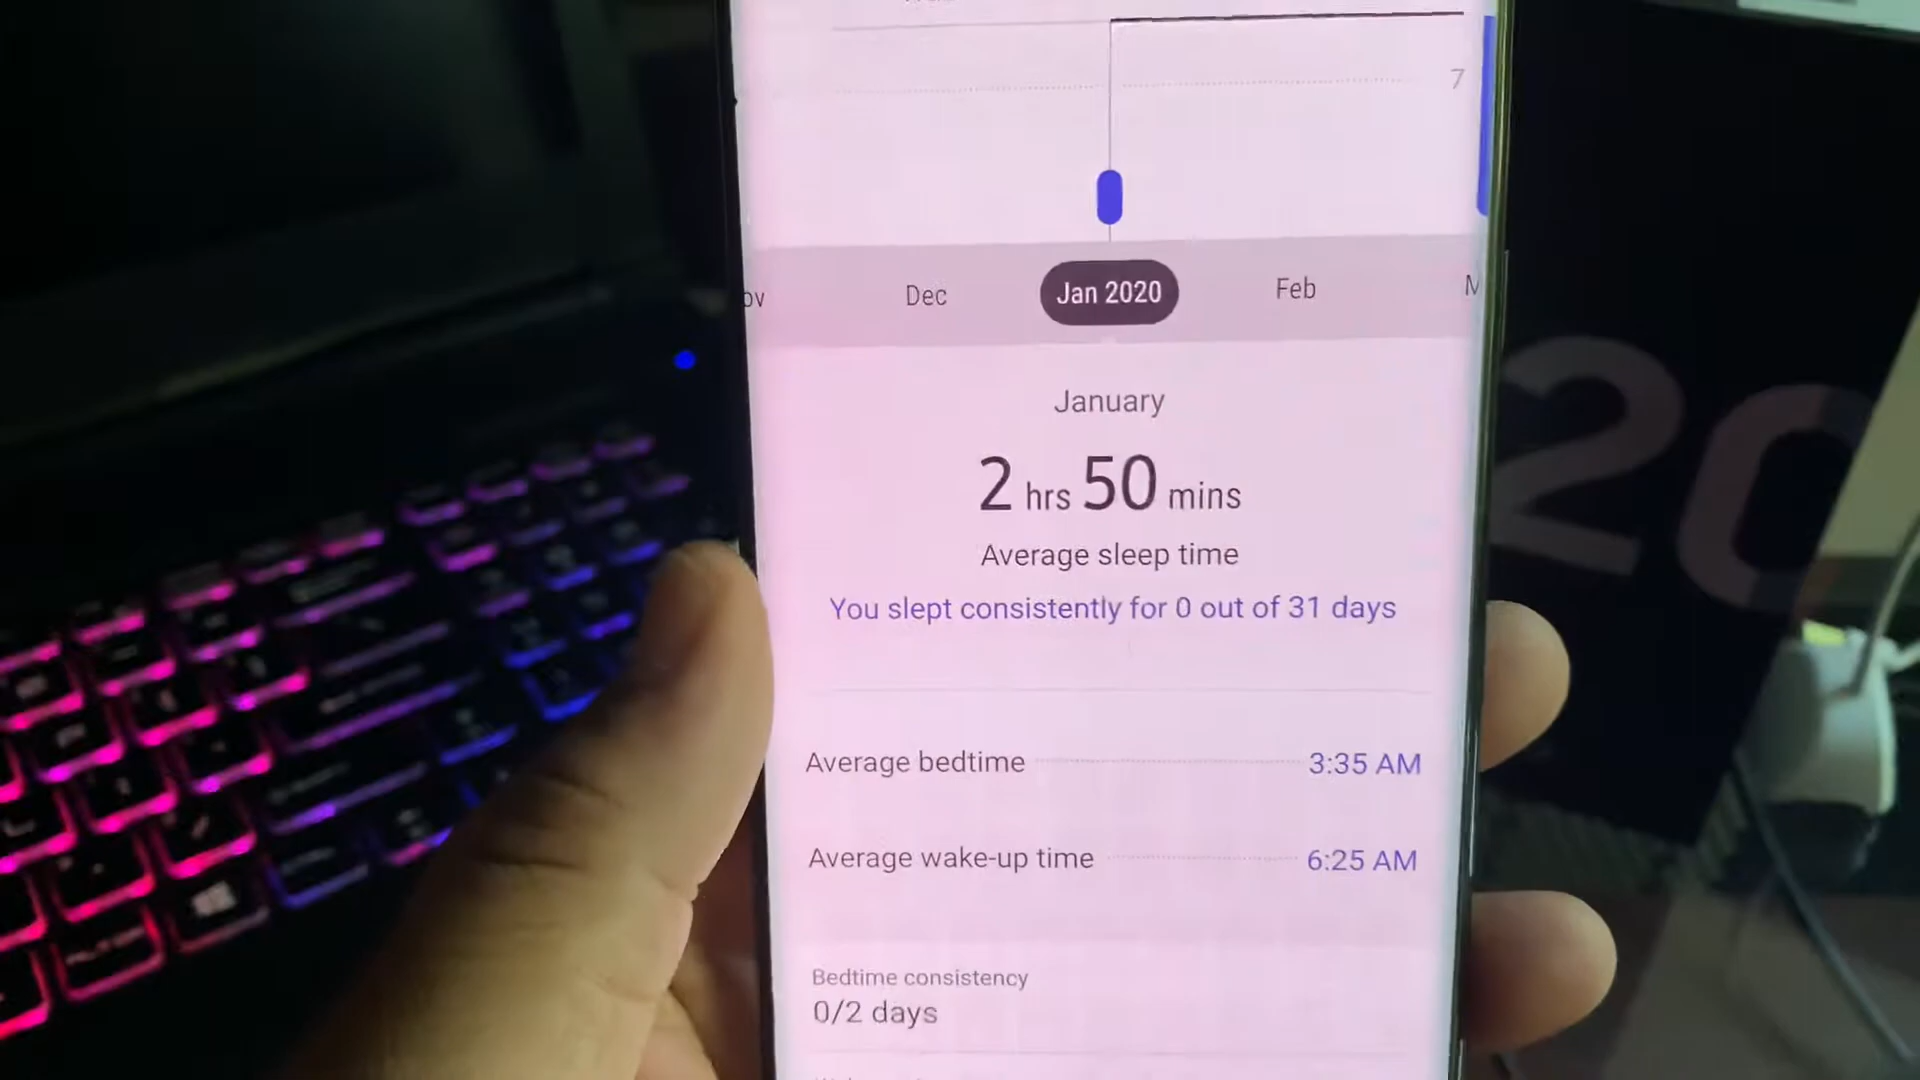 7
Dec
Jan 2020
Feb
January
2 hrs 50 mins
Average sleep time
You slept consistently for 0 out of 31 days
Average bedtime 3:35 AM
Average wake-up time 6:25 AM
Bedtime consistency
0/2 days
20